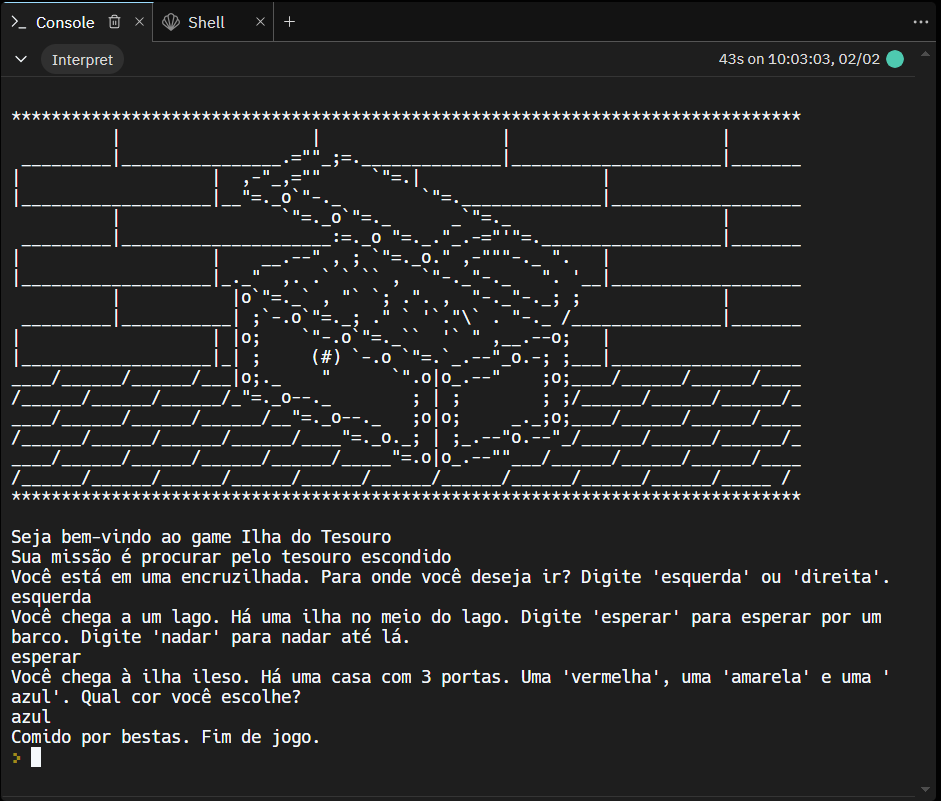 Console
Shell
Interpret
43s on 10:03:03, 02/02
Seja bem-vindo ao game Ilha do Tesouro
Sua missão é procurar pelo tesouro escondido
Você está em uma encruzilhada. Para onde você deseja ir? Digite 'esquerda' ou 'direita'.
esquerda
Você chega a um lago. Há uma ilha no meio do lago. Digite 'esperar' para esperar por um
barco. Digite 'nadar' para nadar até lá.
esperar
Você chega à ilha ileso. Há uma casa com 3 portas. Uma 'vermelha', uma 'amarela' e uma '
azul'. Qual cor você escolhe?
azul
Comido por bestas. Fim de jogo.